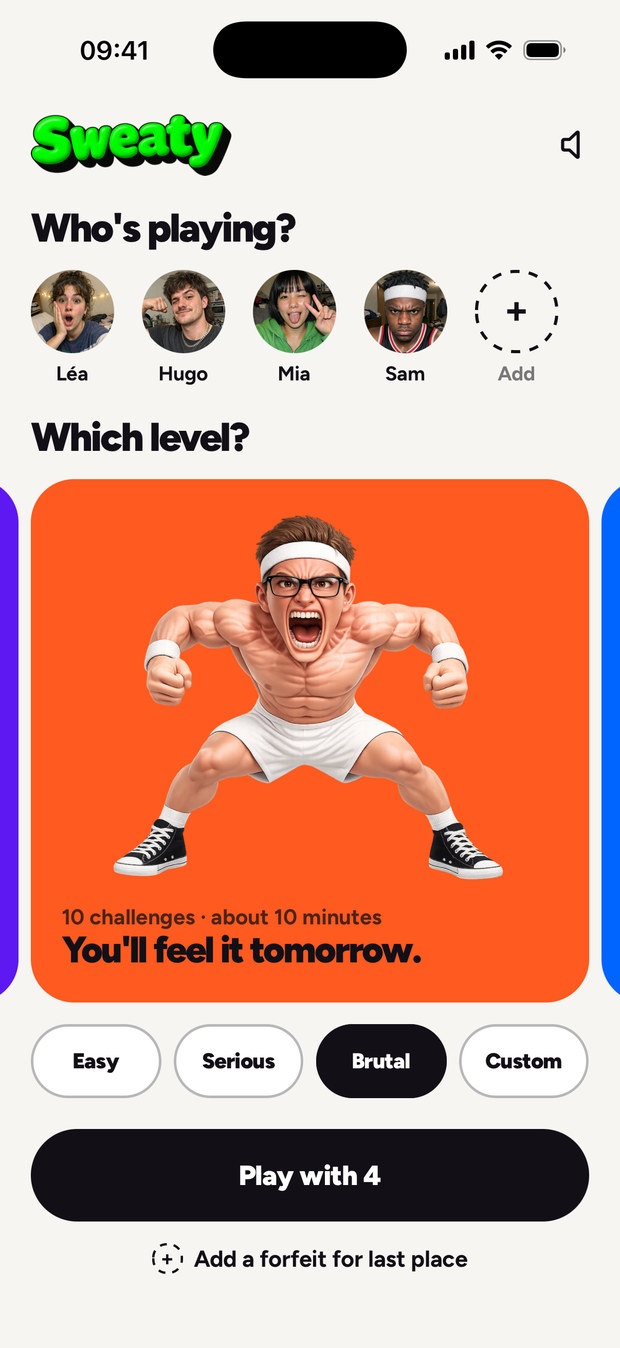 09:41
Sweaty
Who's playing?
Léa
Hugo
Mia
Sam
+
Add
Which level?
10 challenges · about 10 minutes
You'll feel it tomorrow.
Easy
Serious
Brutal
Custom
Play with 4
+ Add a forfeit for last place